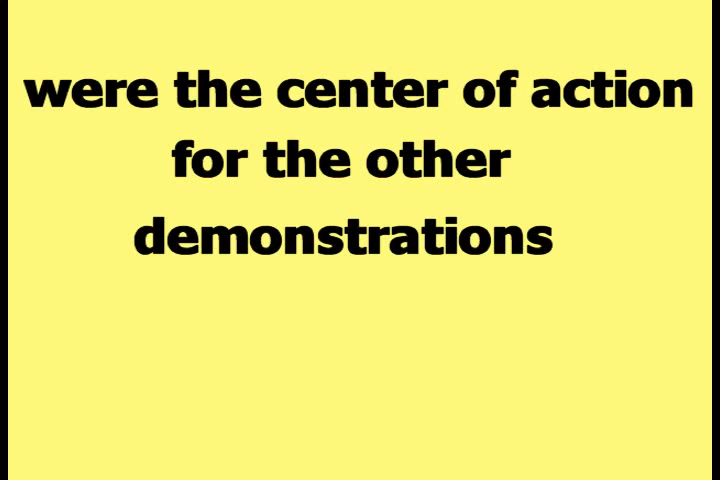 were the center of action
for the other
demonstrations